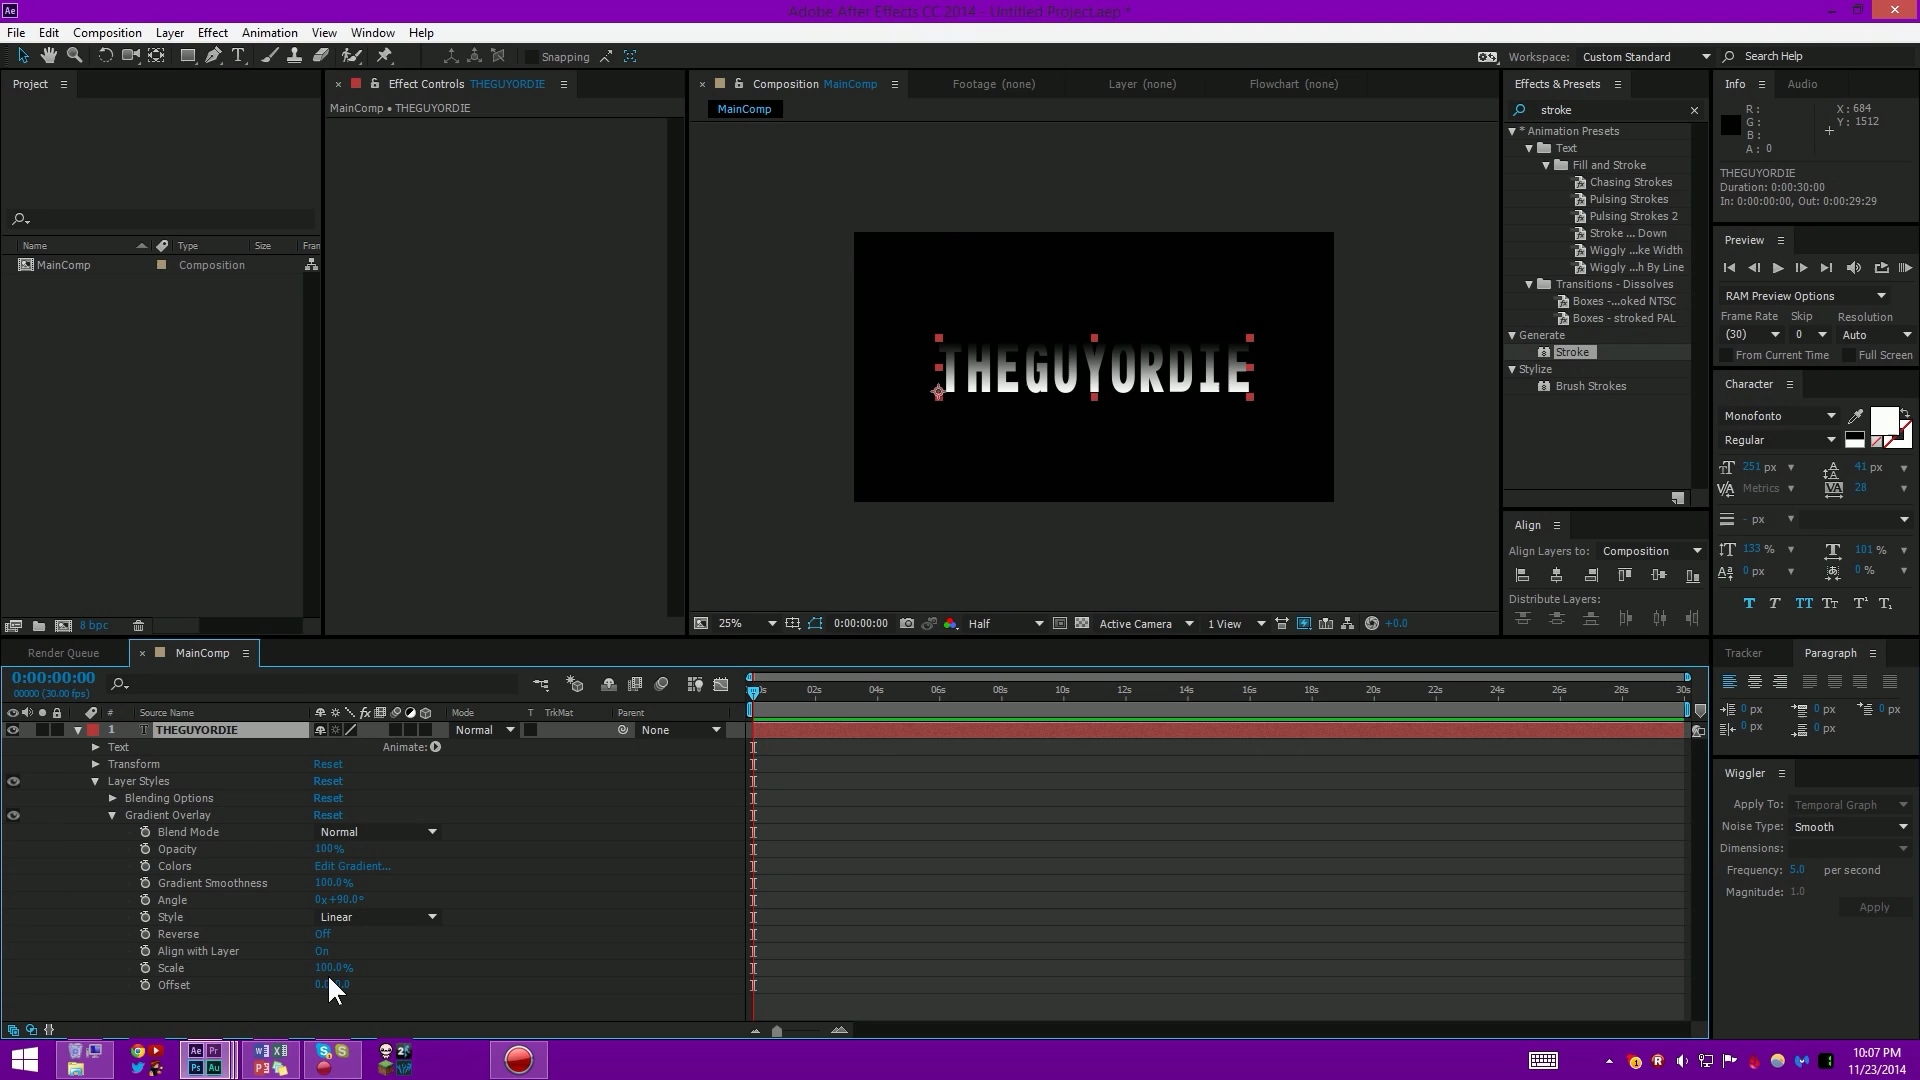 Adobe After Effects CC 2014 - Untitled Project.aep *
File Edit Composition Layer Effect Animation View Window Help
Snapping
Workspace: Custom Standard
Search Help
Project
Effect Controls THEGUYORDIE
Composition MainComp
Footage (none)
Layer (none)
Flowchart (none)
Effects & Presets
Info
Audio
MainComp • THEGUYORDIE
MainComp
stroke
R :
G :
B :
A : 0
X : 684
Y : 1512
THEGUYORDIE
Duration: 0:00:30:00
In: 0:00:00:00, Out: 0:00:29:29
* Animation Presets
Text
Fill and Stroke
Chasing Strokes
Pulsing Strokes
Pulsing Strokes 2
Stroke ... Down
Wiggly ...ke Width
Wiggly ...h By Line
Transitions - Dissolves
Boxes -...oked NTSC
Boxes - stroked PAL
Generate
Stroke
Stylize
Brush Strokes
Name Type Size Fran
MainComp Composition
THEGUYORDIE
Preview
RAM Preview Options
Frame Rate Skip Resolution
(30) 0 Auto
From Current Time Full Screen
Character
Monofonto
Regular
251 px 41 px
Metrics 28
- px
133 % 101 %
0 px 0 %
T T TT Tt T¹ T₁
Align
Align Layers to: Composition
Distribute Layers:
8 bpc
25% 0:00:00:00 Half Active Camera 1 View +0.0
Render Queue
MainComp
Tracker
Paragraph
0 px 0 px 0 px
0 px 0 px
0:00:00:00
00000 (30.00 fps)
02s 04s 06s 08s 10s 12s 14s 16s 18s 20s 22s 24s 26s 28s 30s
# Source Name Mode T TrkMat Parent
1 T THEGUYORDIE Normal None
Text Animate:
Transform Reset
Layer Styles Reset
Blending Options Reset
Gradient Overlay Reset
Blend Mode Normal
Opacity 100%
Colors Edit Gradient...
Gradient Smoothness 100.0%
Angle 0x+90.0°
Style Linear
Reverse Off
Align with Layer On
Scale 100.0%
Offset
Wiggler
Apply To: Temporal Graph
Noise Type: Smooth
Dimensions:
Frequency: 5.0 per second
Magnitude: 1.0
Apply
10:07 PM
11/23/2014